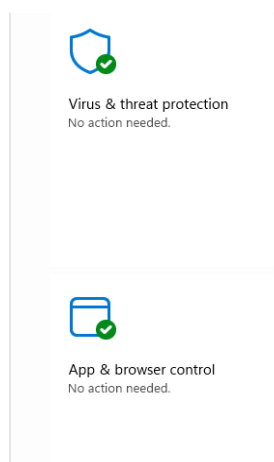 Virus & threat protection
No action needed.
App & browser control
No action needed.